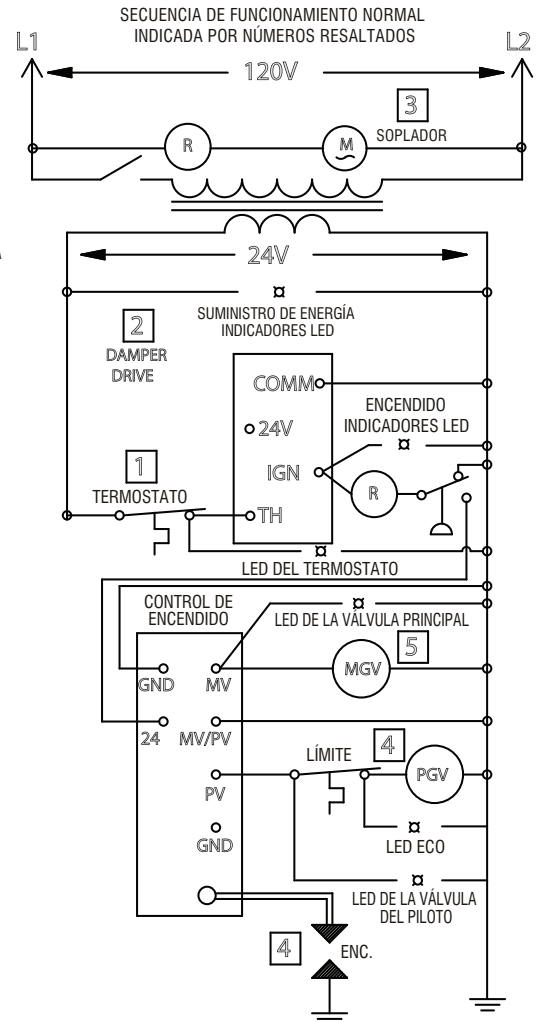 SECUENCIA DE FUNCIONAMIENTO NORMAL
INDICADA POR NÚMEROS RESALTADOS
L1
L2
120V
3
SOPLADOR
R
M
24V
A
SUMINISTRO DE ENERGÍA
INDICADORES LED
2
DAMPER
DRIVE
COMM
24V
ENCENDIDO
INDICADORES LED
IGN
R
1
TERMOSTATO
TH
LED DEL TERMOSTATO
CONTROL DE
ENCENDIDO
LED DE LA VÁLVULA PRINCIPAL
5
GND
MV
MGV
24
MV/PV
LÍMITE
4
PV
PGV
GND
LED ECO
LED DE LA VÁLVULA
DEL PILOTO
4
ENC.